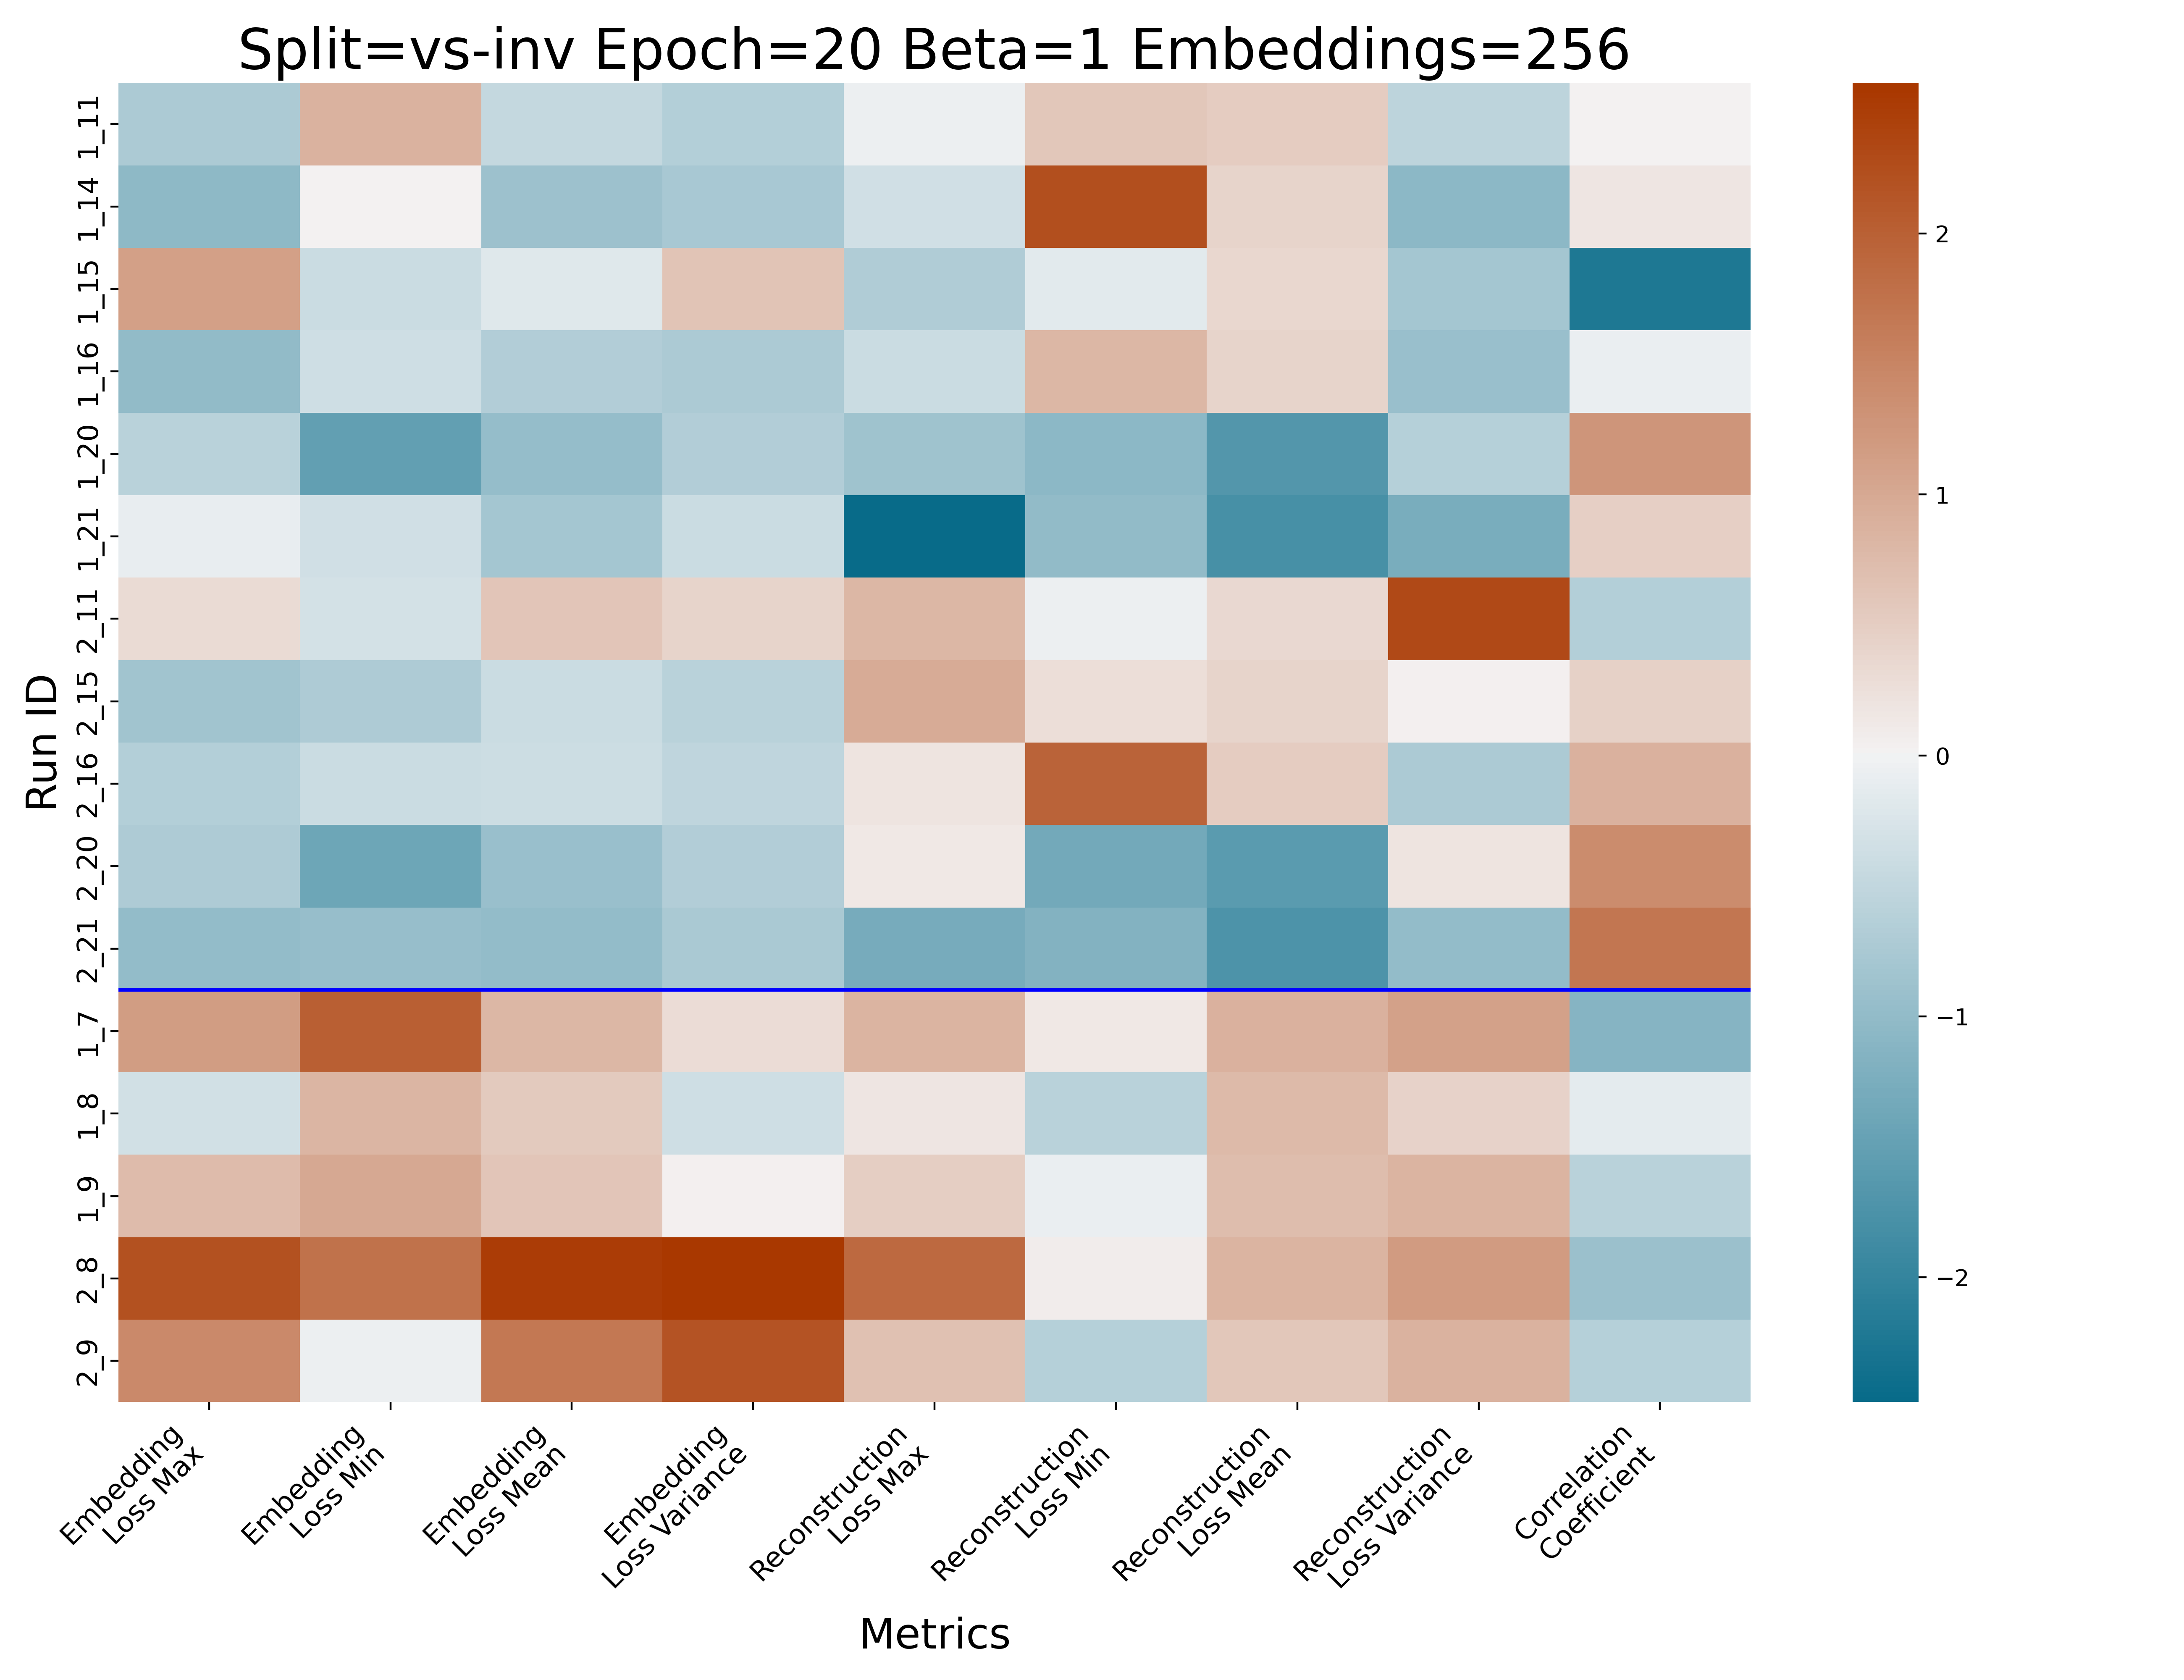 Split=vs-inv Epoch=20 Beta=1 Embeddings=256
Run ID
1_11
1_14
1_15
1_16
1_20
1_21
2_11
2_15
2_16
2_20
2_21
1_7
1_8
1_9
2_8
2_9
Embedding
Loss Max
Embedding
Loss Min
Embedding
Loss Mean
Embedding
Loss Variance
Reconstruction
Loss Max
Reconstruction
Loss Min
Reconstruction
Loss Mean
Reconstruction
Loss Variance
Correlation
Coefficient
Metrics
2
1
0
−1
−2